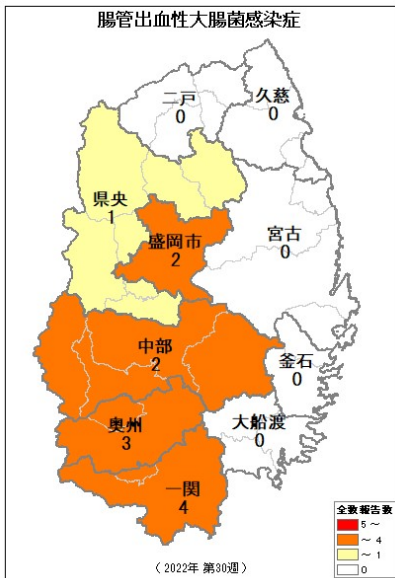 腸管出血性大腸菌感染症
二戸
0
久慈
0
県央
1
盛岡市
2
宮古
0
中部
2
釜石
0
奥州
3
大船渡
0
一関
4
全数報告数
5～
～4
～1
0
（2022年 第30週）